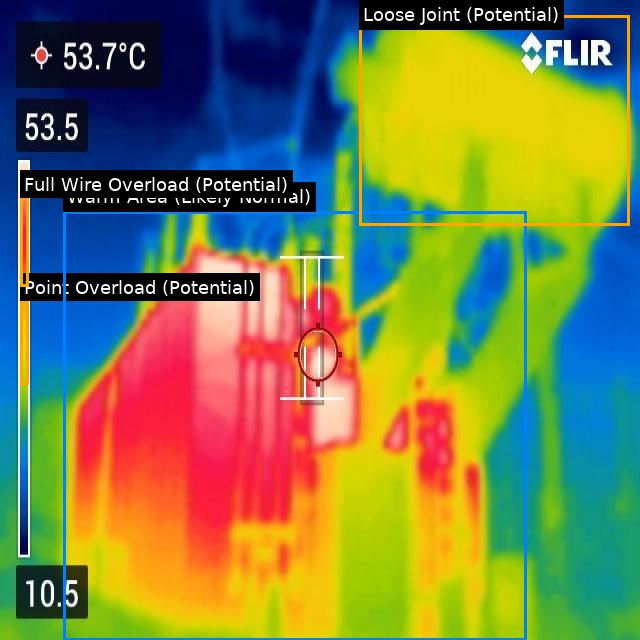 Loose Joint (Potential)
53.7°C
FLIR
53.5
Full Wire Overload (Potential)
Warm Area (Likely Normal)
Point Overload (Potential)
10.5